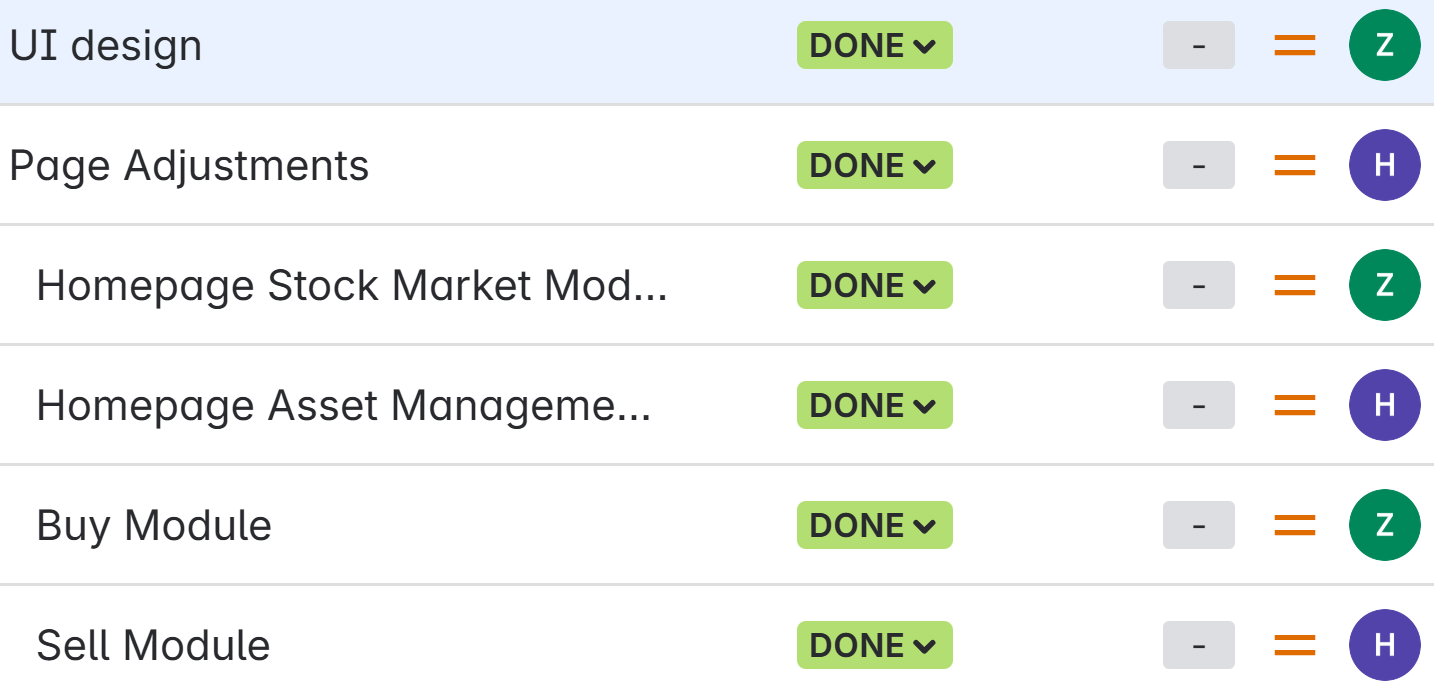 UI design DONE - Z
Page Adjustments DONE - H
Homepage Stock Market Mod... DONE - Z
Homepage Asset Manageme... DONE - H
Buy Module DONE - Z
Sell Module DONE - H